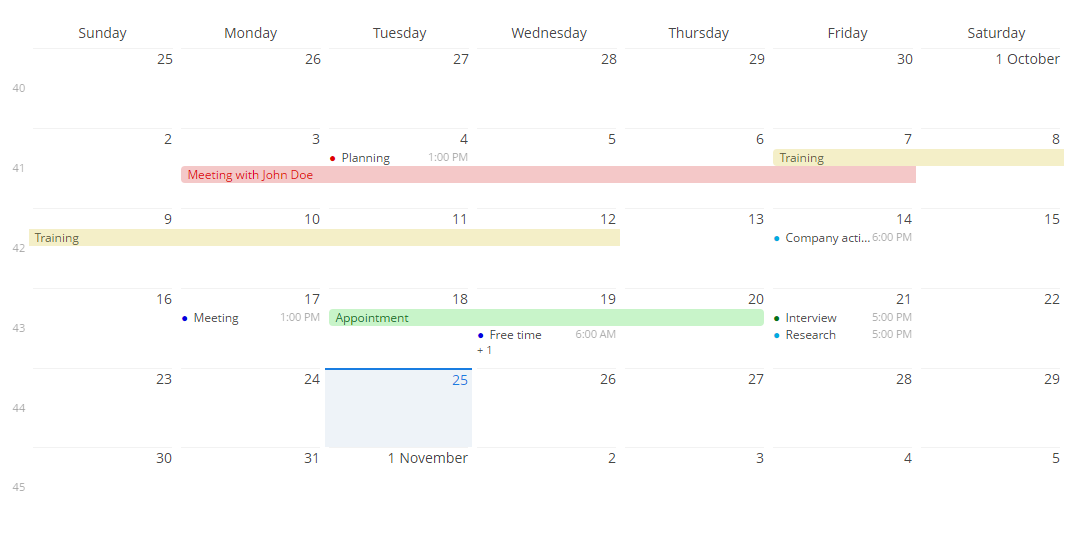 Sunday Monday Tuesday Wednesday Thursday Friday Saturday
25 26 27 28 29 30 1 October
40
2 3 4 5 6 7 8
Planning 1:00 PM Training
41
Meeting with John Doe
9 10 11 12 13 14 15
Training Company acti... 6:00 PM
42
16 17 18 19 20 21 22
Meeting 1:00 PM Appointment Interview 5:00 PM
43
Free time 6:00 AM Research 5:00 PM
+ 1
23 24 25 26 27 28 29
44
30 31 1 November 2 3 4 5
45